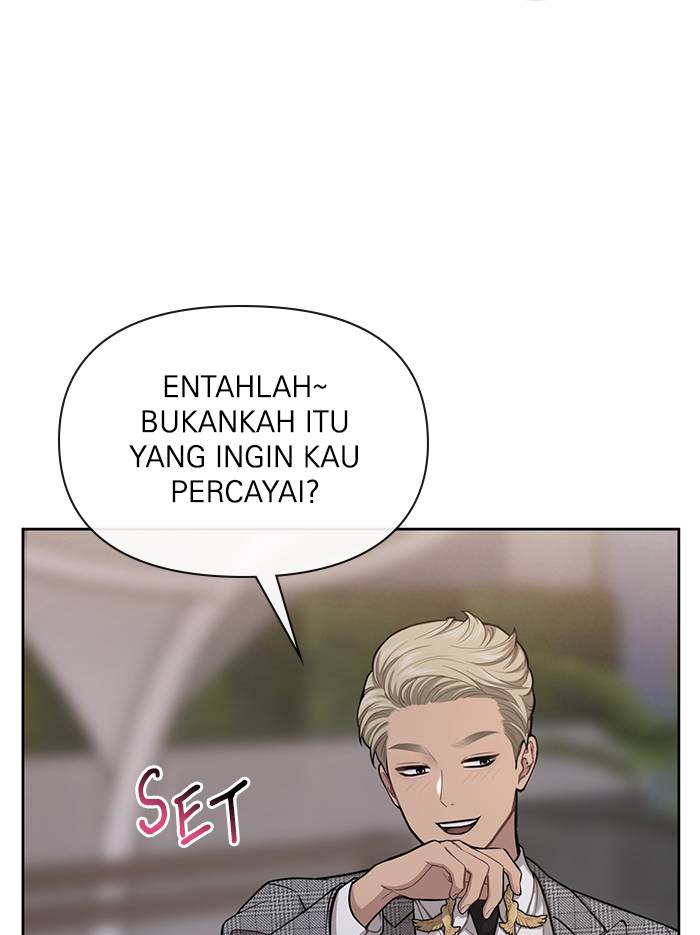 ENTAHLAH~
BUKANKAH ITU
YANG INGIN KAU
PERCAYAI?
SET